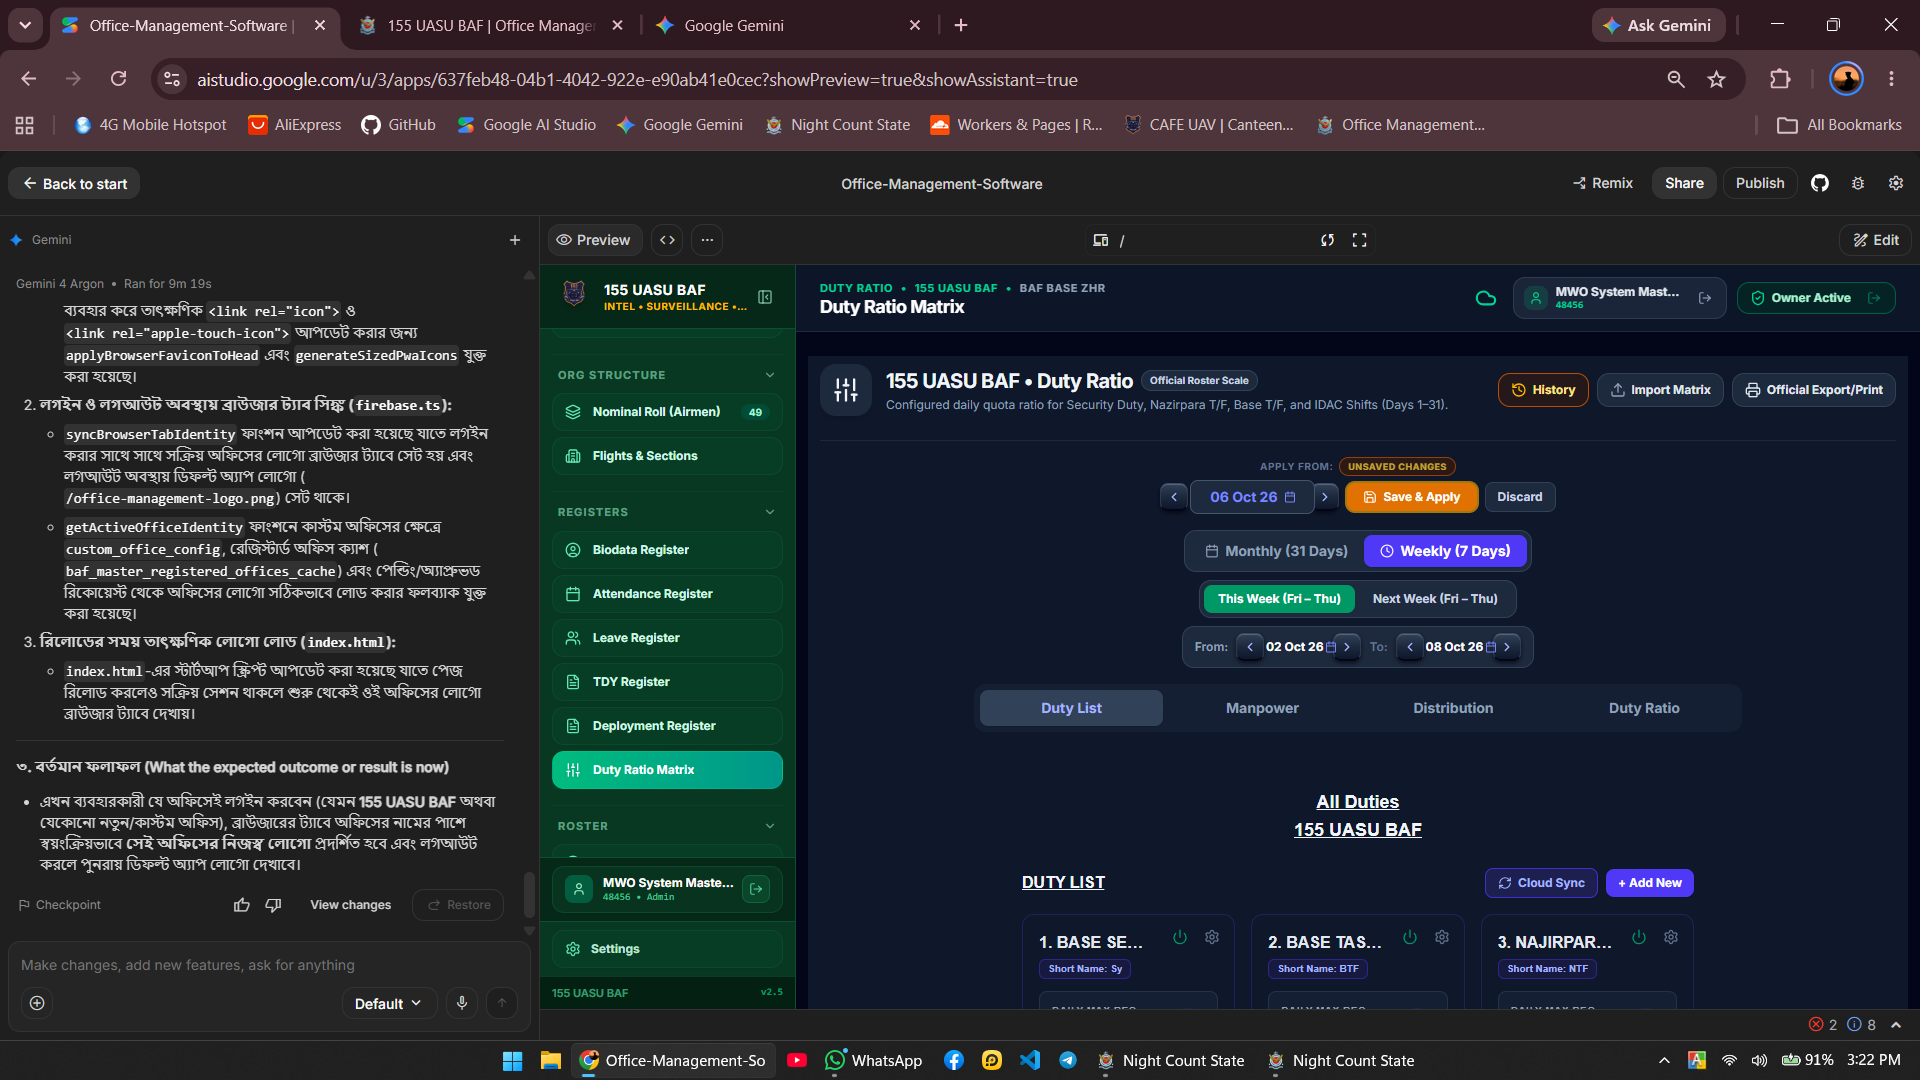 Office-Management-Software |
155 UASU BAF | Office Manage
Google Gemini
Ask Gemini
aistudio.google.com/u/3/apps/637feb48-04b1-4042-922e-e90ab41e0cec?showPreview=true&showAssistant=true
4G Mobile Hotspot
AliExpress
GitHub
Google AI Studio
Google Gemini
Night Count State
Workers & Pages | R...
CAFE UAV | Canteen...
Office Management...
All Bookmarks
Back to start
Office-Management-Software
Remix
Share
Publish
Gemini
Preview
/
Edit
Gemini 4 Argon • Ran for 9m 19s
ব্যবহার করে তাৎক্ষণিক <link rel="icon"> ও
<link rel="apple-touch-icon"> আপডেট করার জন্য
applyBrowserFaviconToHead এবং generateSizedPwaIcons যুক্ত
করা হয়েছে।
2. লগইন ও লগআউট অবস্থায় ব্রাউজার ট্যাব সিঙ্ক (firebase.ts):
syncBrowserTabIdentity ফাংশন আপডেট করা হয়েছে যাতে লগইন
করার সাথে সাথে সক্রিয় অফিসের লোগো ব্রাউজার ট্যাবে সেট হয় এবং
লগআউট অবস্থায় ডিফল্ট অ্যাপ লোগো (
/office-management-logo.png) সেট থাকে।
getActiveOfficeIdentity ফাংশনে কাস্টম অফিসের ক্ষেত্রে
custom_office_config, রেজিস্টার্ড অফিস ক্যাশ (
baf_master_registered_offices_cache) এবং পেন্ডিং/অ্যাপ্রুভড
রিকোয়েস্ট থেকে অফিসের লোগো সঠিকভাবে লোড করার ফলব্যাক যুক্ত
করা হয়েছে।
3. রিলোডের সময় তাৎক্ষণিক লোগো লোড (index.html):
index.html-এর স্টার্টআপ স্ক্রিপ্ট আপডেট করা হয়েছে যাতে পেজ
রিলোড করলেও সক্রিয় সেশন থাকলে শুরু থেকেই ওই অফিসের লোগো
ব্রাউজার ট্যাবে দেখায়।
৩. বর্তমান ফলাফল (What the expected outcome or result is now)
এখন ব্যবহারকারী যে অফিসেই লগইন করবেন (যেমন 155 UASU BAF অথবা
যেকোনো নতুন/কাস্টম অফিস), ব্রাউজারের ট্যাবে অফিসের নামের পাশে
স্বয়ংক্রিয়ভাবে সেই অফিসের নিজস্ব লোগো প্রদর্শিত হবে এবং লগআউট
করলে পুনরায় ডিফল্ট অ্যাপ লোগো দেখাবে।
Checkpoint
View changes
Restore
Make changes, add new features, ask for anything
Default
155 UASU BAF
INTEL • SURVEILLANCE •...
ORG STRUCTURE
Nominal Roll (Airmen) 49
Flights & Sections
REGISTERS
Biodata Register
Attendance Register
Leave Register
TDY Register
Deployment Register
Duty Ratio Matrix
ROSTER
MWO System Maste...
48456 • Admin
Settings
155 UASU BAF v2.5
DUTY RATIO • 155 UASU BAF • BAF BASE ZHR
Duty Ratio Matrix
MWO System Mast...
48456
Owner Active
155 UASU BAF • Duty Ratio Official Roster Scale
Configured daily quota ratio for Security Duty, Nazirpara T/F, Base T/F, and IDAC Shifts (Days 1–31).
History
Import Matrix
Official Export/Print
APPLY FROM: UNSAVED CHANGES
06 Oct 26
Save & Apply
Discard
Monthly (31 Days)
Weekly (7 Days)
This Week (Fri – Thu)
Next Week (Fri – Thu)
From: 02 Oct 26 To: 08 Oct 26
Duty List
Manpower
Distribution
Duty Ratio
All Duties
155 UASU BAF
DUTY LIST
Cloud Sync
+ Add New
1. BASE SE...
Short Name: Sy
2. BASE TAS...
Short Name: BTF
3. NAJIRPAR...
Short Name: NTF
2 8
Office-Management-So
WhatsApp
Night Count State
Night Count State
91%
3:22 PM